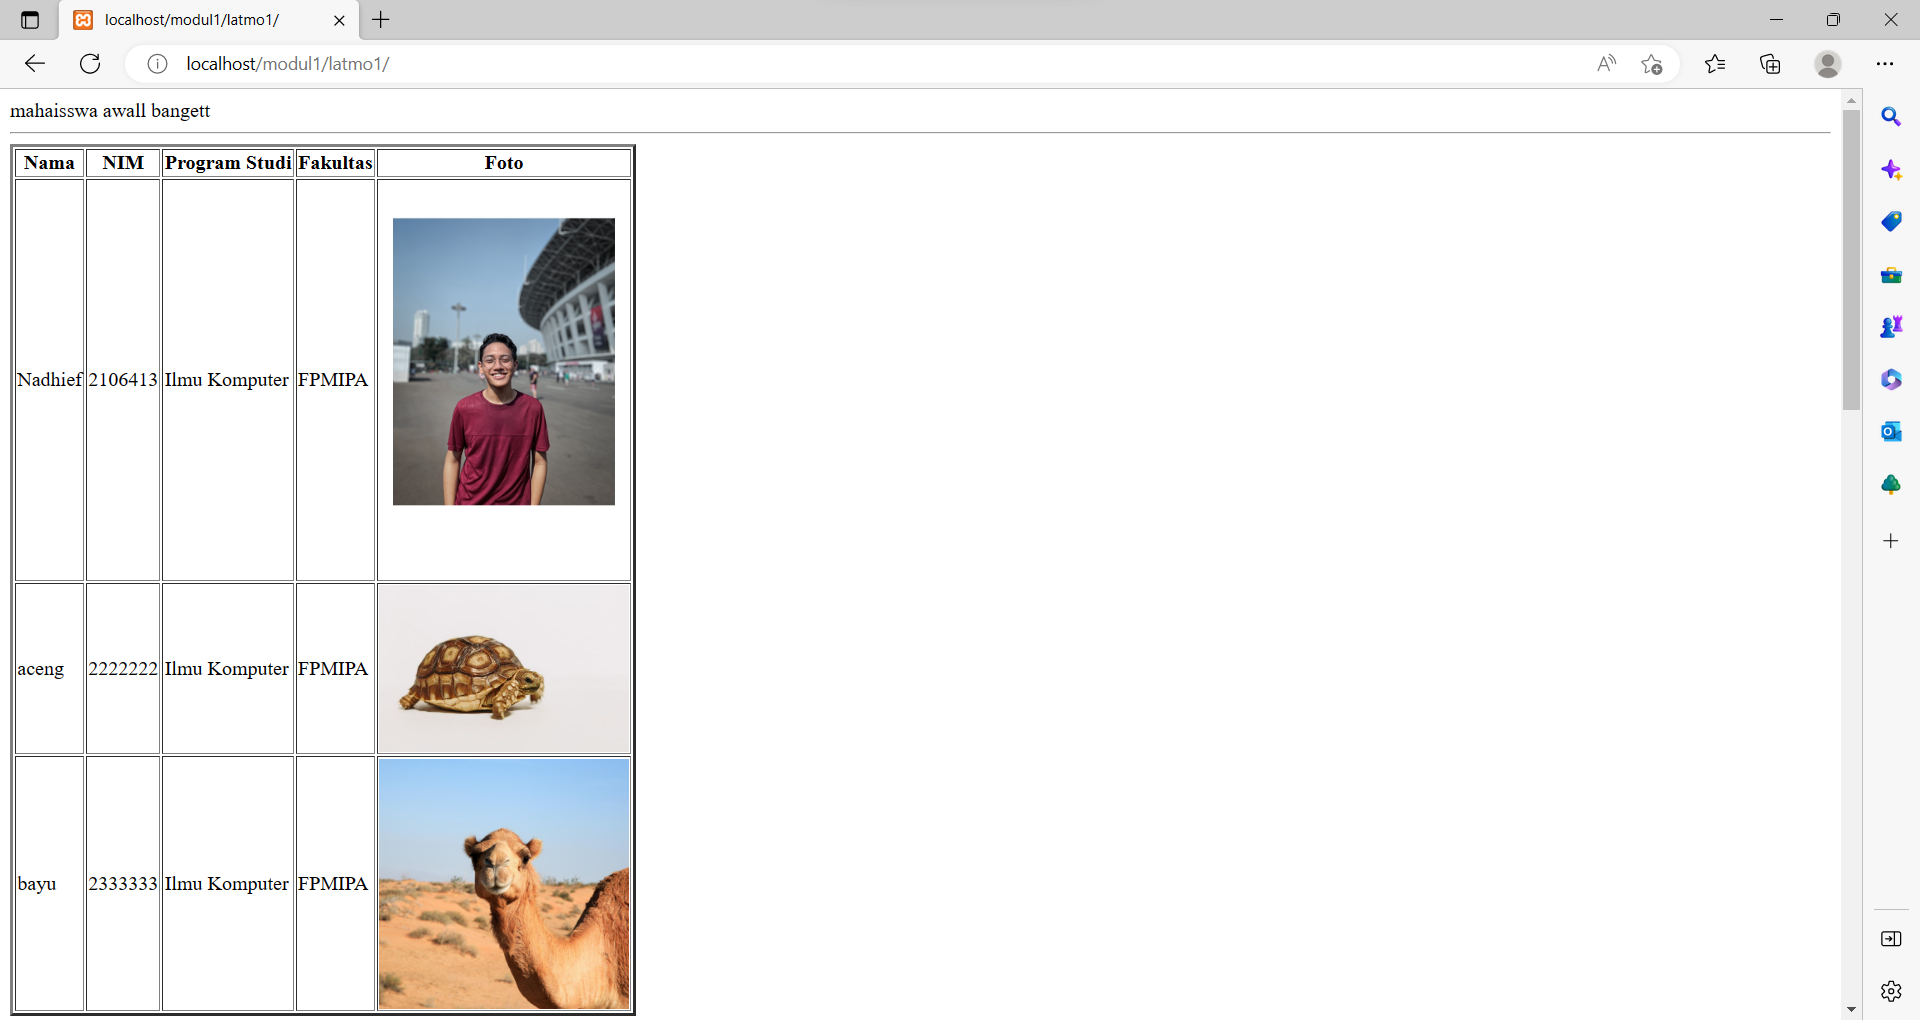 localhost/modul1/latmo1/
localhost/modul1/latmo1/
mahaisswa awall bangett
Nama NIM Program Studi Fakultas Foto
Nadhief 2106413 Ilmu Komputer FPMIPA
aceng 2222222 Ilmu Komputer FPMIPA
bayu 2333333 Ilmu Komputer FPMIPA